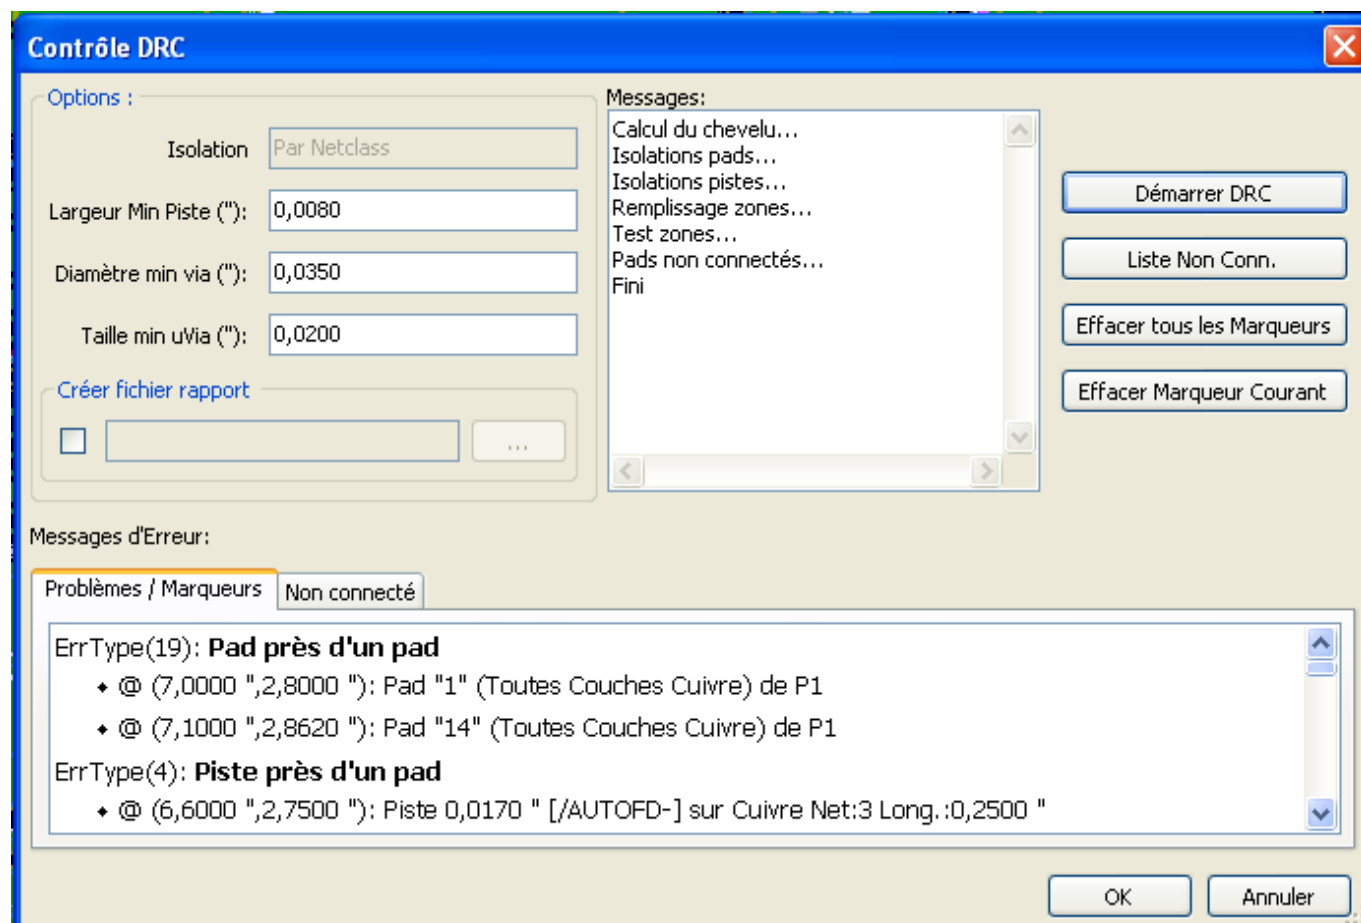 Contrôle DRC
Options :
Isolation
Par Netclass
Largeur Min Piste ("):
0,0080
Diamètre min via ("):
0,0350
Taille min uVia ("):
0,0200
Créer fichier rapport
...
Messages:
Calcul du chevelu...
Isolations pads...
Isolations pistes...
Remplissage zones...
Test zones...
Pads non connectés...
Fini
Démarrer DRC
Liste Non Conn.
Effacer tous les Marqueurs
Effacer Marqueur Courant
Messages d'Erreur:
Problèmes / Marqueurs
Non connecté
ErrType(19): Pad près d'un pad
• @ (7,0000 ",2,8000 "): Pad "1" (Toutes Couches Cuivre) de P1
• @ (7,1000 ",2,8620 "): Pad "14" (Toutes Couches Cuivre) de P1
ErrType(4): Piste près d'un pad
• @ (6,6000 ",2,7500 "): Piste 0,0170 " [/AUTOFD-] sur Cuivre Net:3 Long.:0,2500 "
OK
Annuler